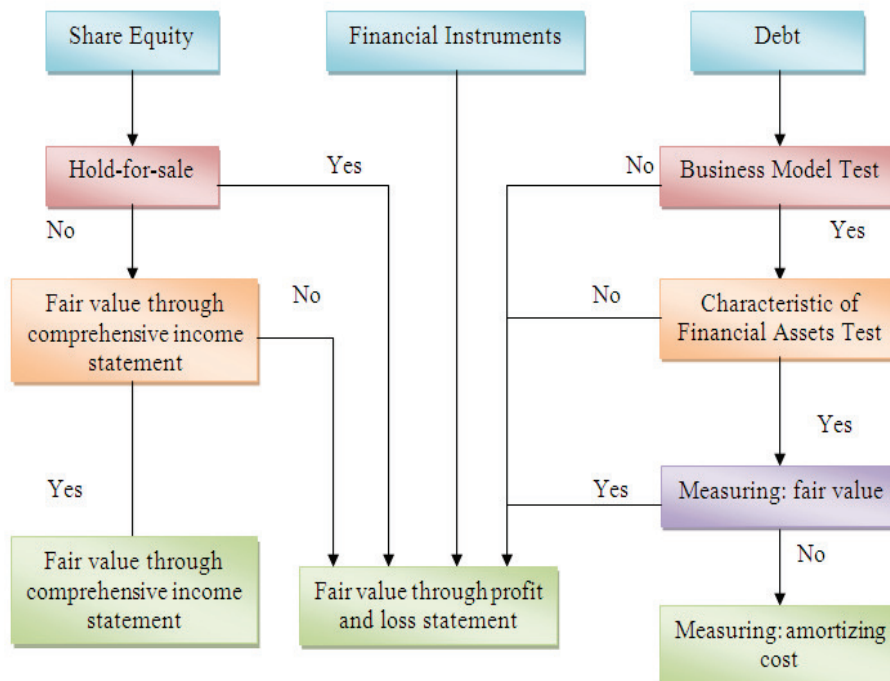 Share Equity
Financial Instruments
Debt
Hold-for-sale
Yes
No
Business Model Test
No
Yes
Fair value through
comprehensive income
statement
No
No
Characteristic of
Financial Assets Test
Yes
Yes
Yes
Measuring: fair value
Fair value through
comprehensive income
statement
Fair value through profit
and loss statement
No
Measuring: amortizing
cost